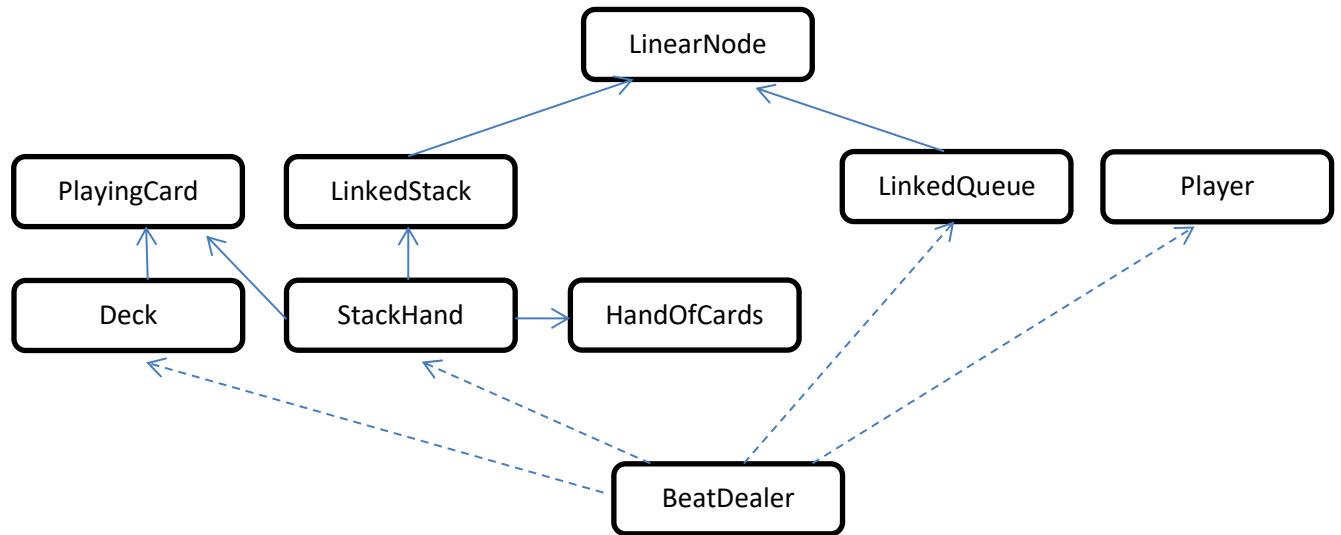 LinearNode
PlayingCard
LinkedStack
LinkedQueue
Player
Deck
StackHand
HandOfCards
BeatDealer